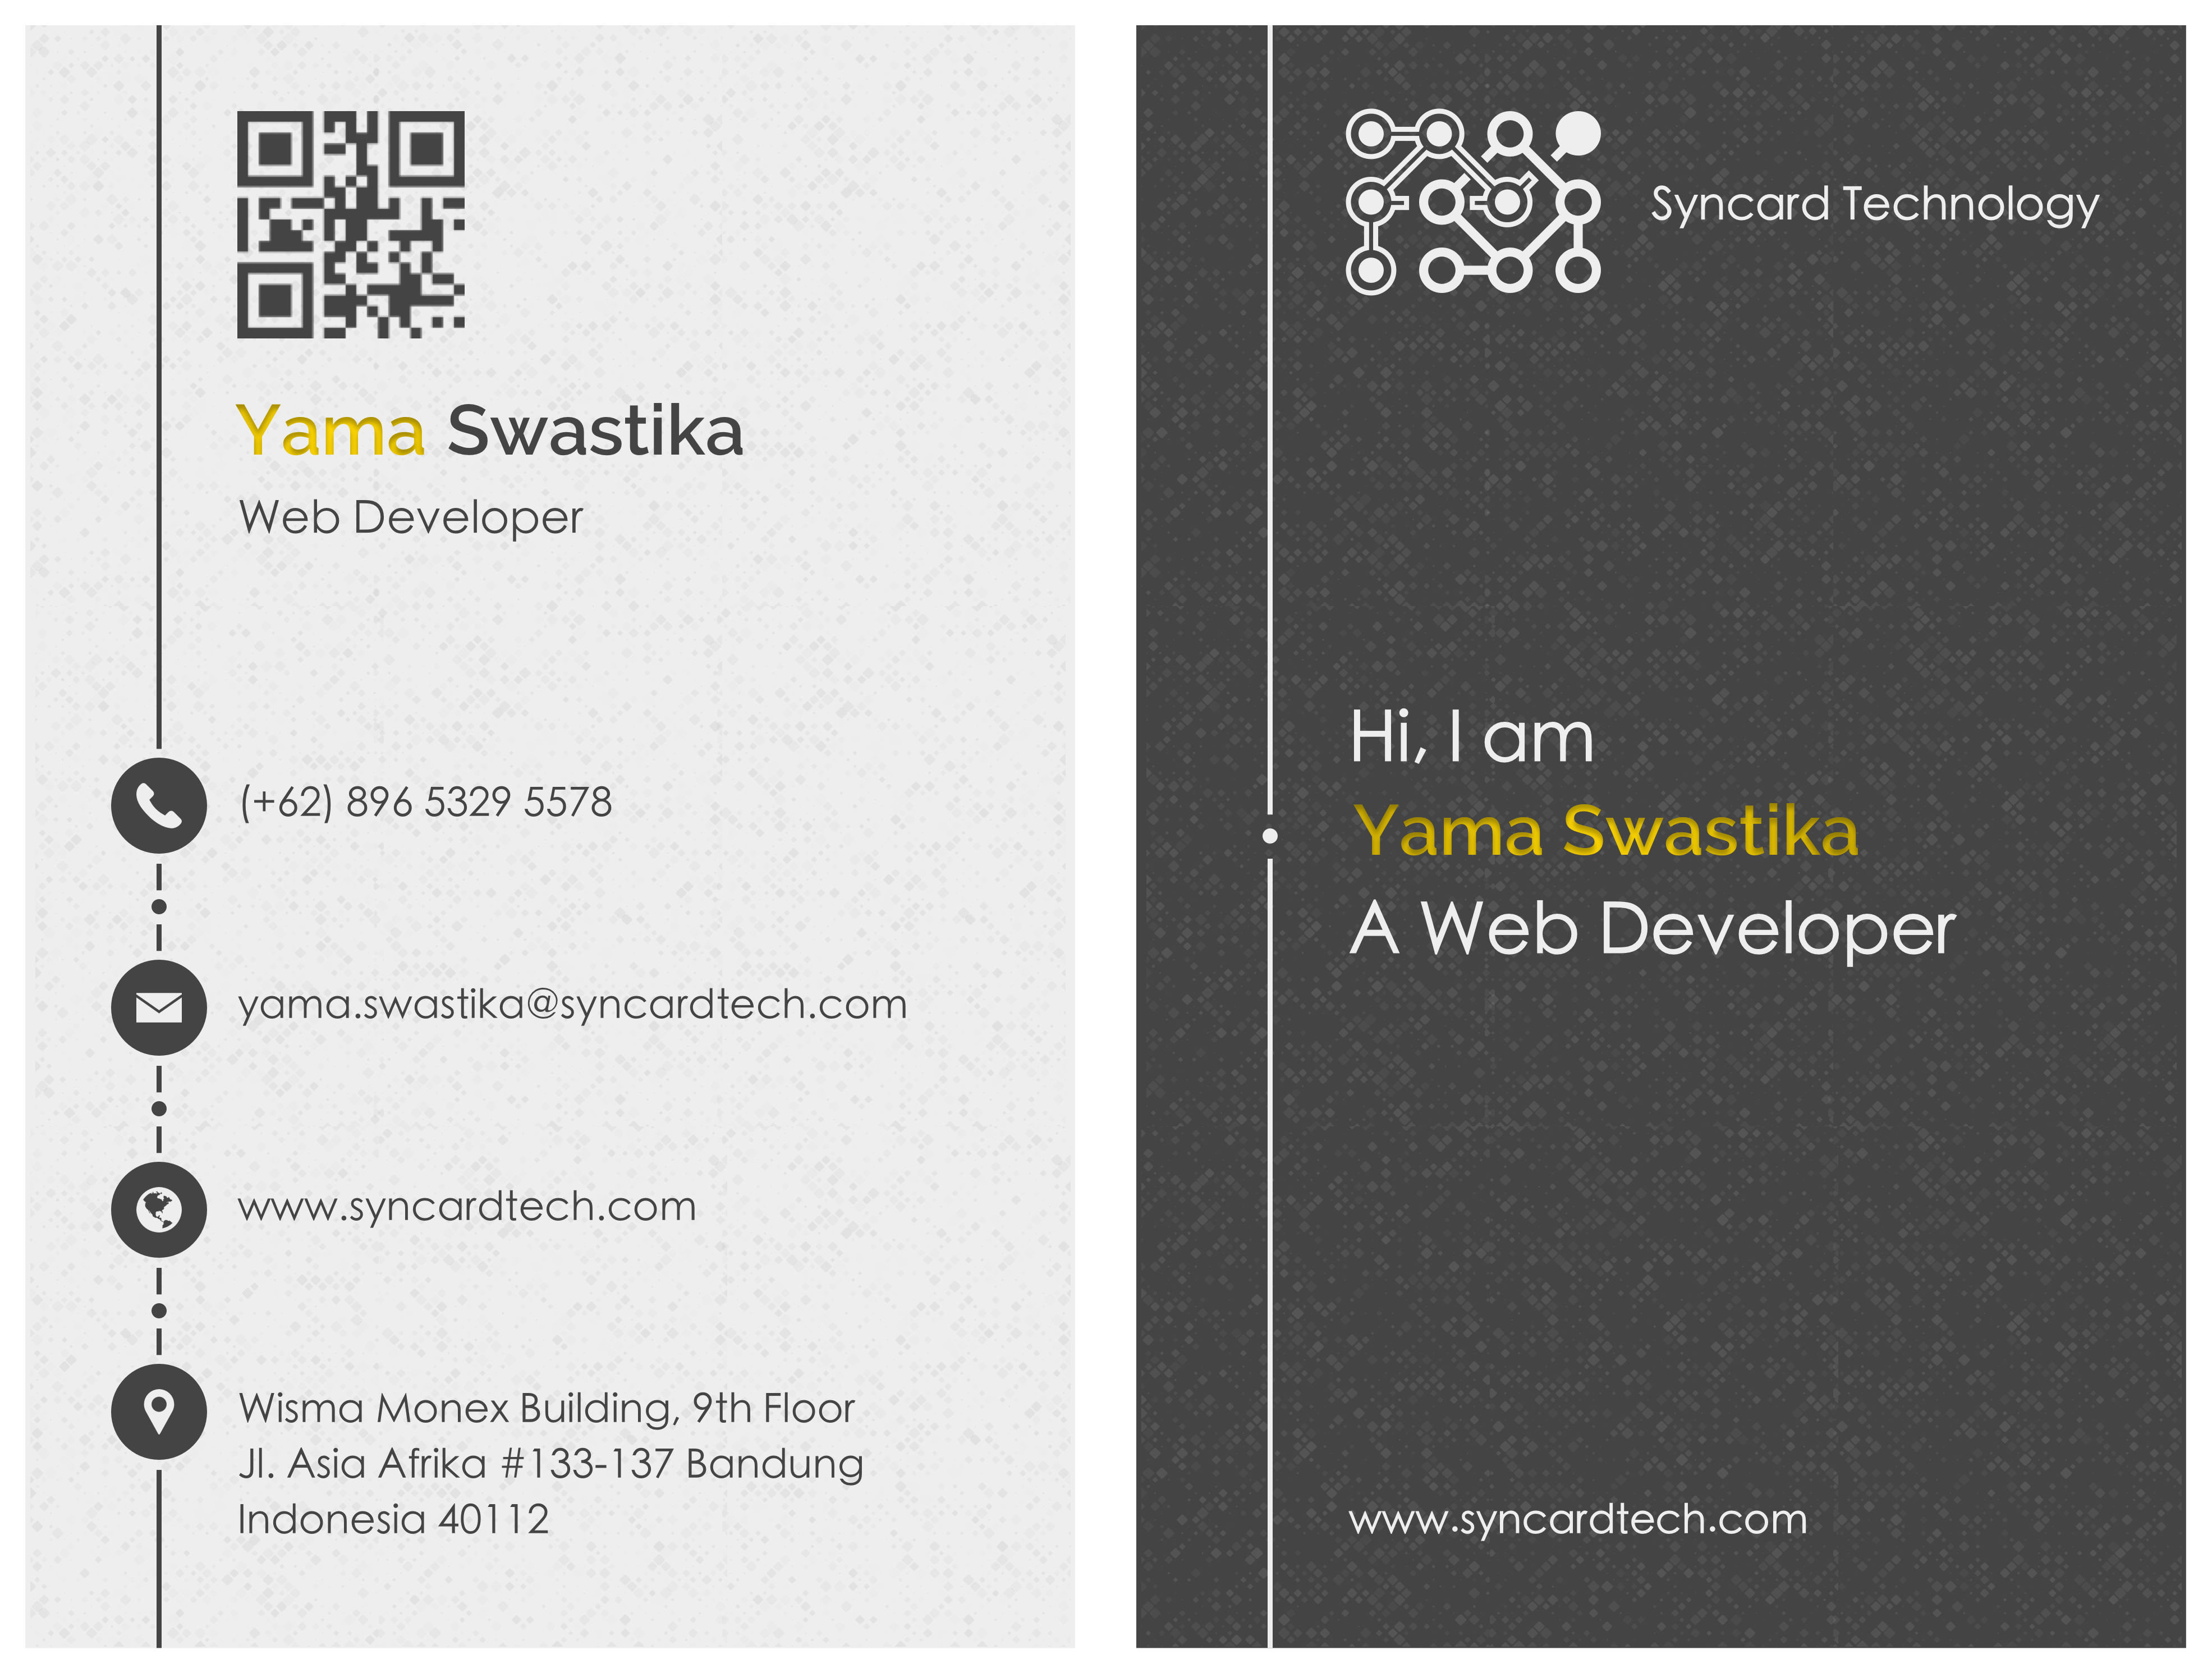 Yama Swastika
Web Developer
(+62) 896 5329 5578
yama.swastika@syncardtech.com
www.syncardtech.com
Wisma Monex Building, 9th Floor
Jl. Asia Afrika #133-137 Bandung
Indonesia 40112
Syncard Technology
Hi, I am
Yama Swastika
A Web Developer
www.syncardtech.com